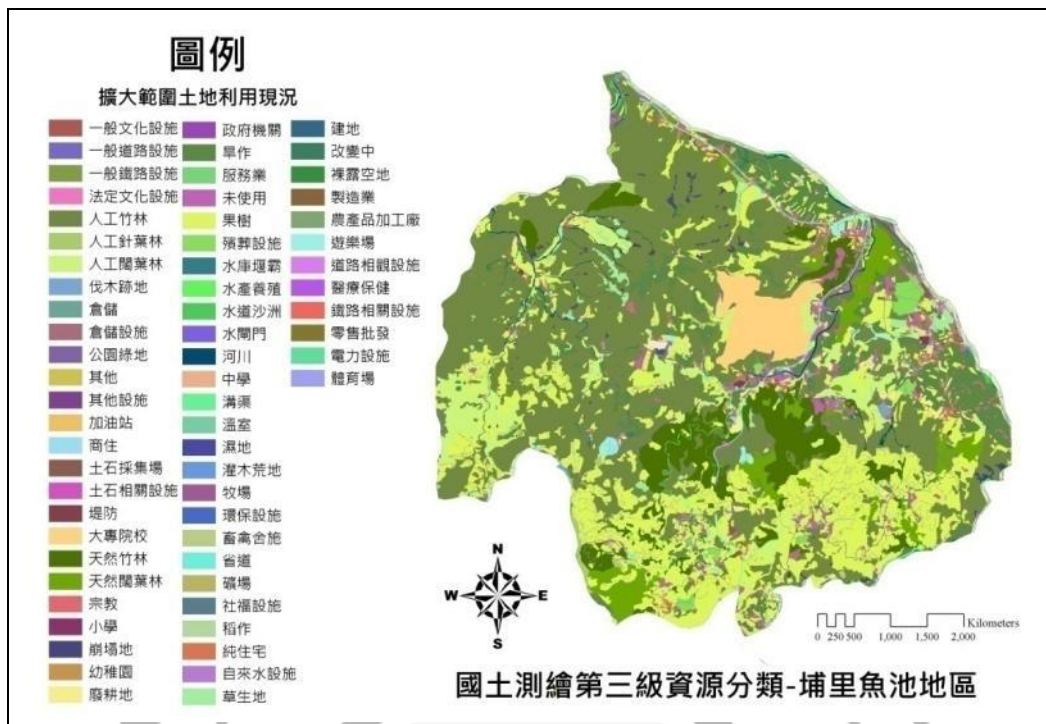 圖例
擴大範圍土地利用現況
一般文化設施
一般道路設施
一般鐵路設施
法定文化設施
人工竹林
人工針葉林
人工闊葉林
伐木跡地
倉儲
倉儲設施
公園綠地
其他
其他設施
加油站
商住
土石採集場
土石相關設施
堤防
大專院校
天然竹林
天然闊葉林
宗教
小學
崩塌地
幼稚園
廢耕地
政府機關
旱作
服務業
未使用
果樹
殯葬設施
水庫堰霸
水產養殖
水道沙洲
水閘門
河川
中學
溝渠
溫室
濕地
灌木荒地
牧場
環保設施
畜禽舍施
省道
礦場
社福設施
稻作
純住宅
自來水設施
草生地
建地
改變中
裸露空地
製造業
農產品加工廠
遊樂場
道路相觀設施
醫療保健
鐵路相關設施
零售批發
電力設施
體育場
N
W E
S
Kilometers
0 250 500 1,000 1,500 2,000
國土測繪第三級資源分類-埔里魚池地區